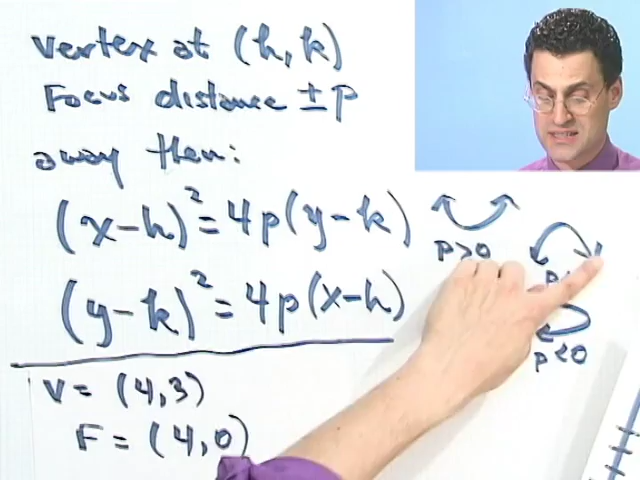 vertex at (h, k)
Focus distance ± p
away then:
(x-h)² = 4p(y-k)
p>0
p
(y-k)² = 4p(x-h)
p<0
V = (4,3)
F = (4,0)